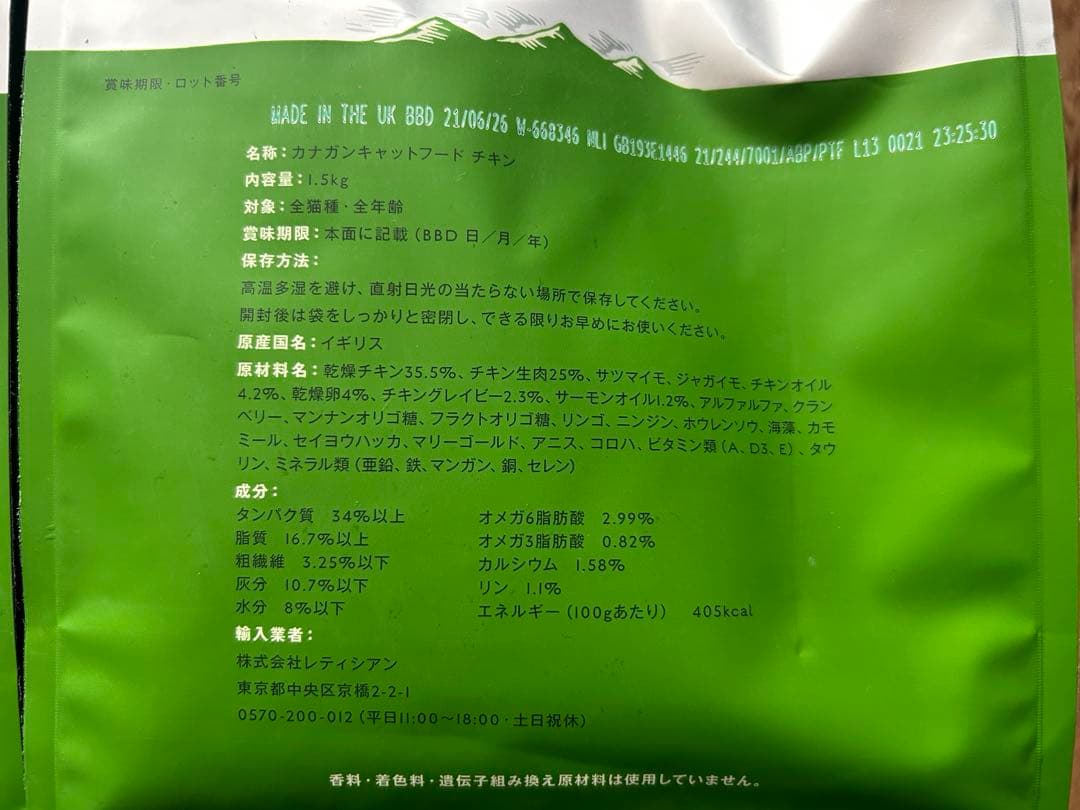 賞味期限・ロット番号
MADE IN THE UK BBD 21/06/26 W-668346 NLI GB193E1446 21/244/7001/ABP/PTF L13 0021 23:25:30
名称：カナガンキャットフード チキン
内容量：1.5kg
対象：全猫種・全年齢
賞味期限：本面に記載（BBD 日／月／年）
保存方法：
高温多湿を避け、直射日光の当たらない場所で保存してください。
開封後は袋をしっかりと密閉し、できる限りお早めにお使いください。
原産国名：イギリス
原材料名：乾燥チキン35.5%、チキン生肉25%、サツマイモ、ジャガイモ、チキンオイル
4.2%、乾燥卵4%、チキングレイビー2.3%、サーモンオイル1.2%、アルファルファ、クラン
ベリー、マンナンオリゴ糖、フラクトオリゴ糖、リンゴ、ニンジン、ホウレンソウ、海藻、カモ
ミール、セイヨウハッカ、マリーゴールド、アニス、コロハ、ビタミン類（A、D3、E）、タウ
リン、ミネラル類（亜鉛、鉄、マンガン、銅、セレン）
成分：
タンパク質 34%以上 オメガ6脂肪酸 2.99%
脂質 16.7%以上 オメガ3脂肪酸 0.82%
粗繊維 3.25%以下 カルシウム 1.58%
灰分 10.7%以下 リン 1.1%
水分 8%以下 エネルギー（100gあたり） 405kcal
輸入業者：
株式会社レティシアン
東京都中央区京橋2-2-1
0570-200-012（平日11:00〜18:00・土日祝休）
香料・着色料・遺伝子組み換え原材料は使用していません。